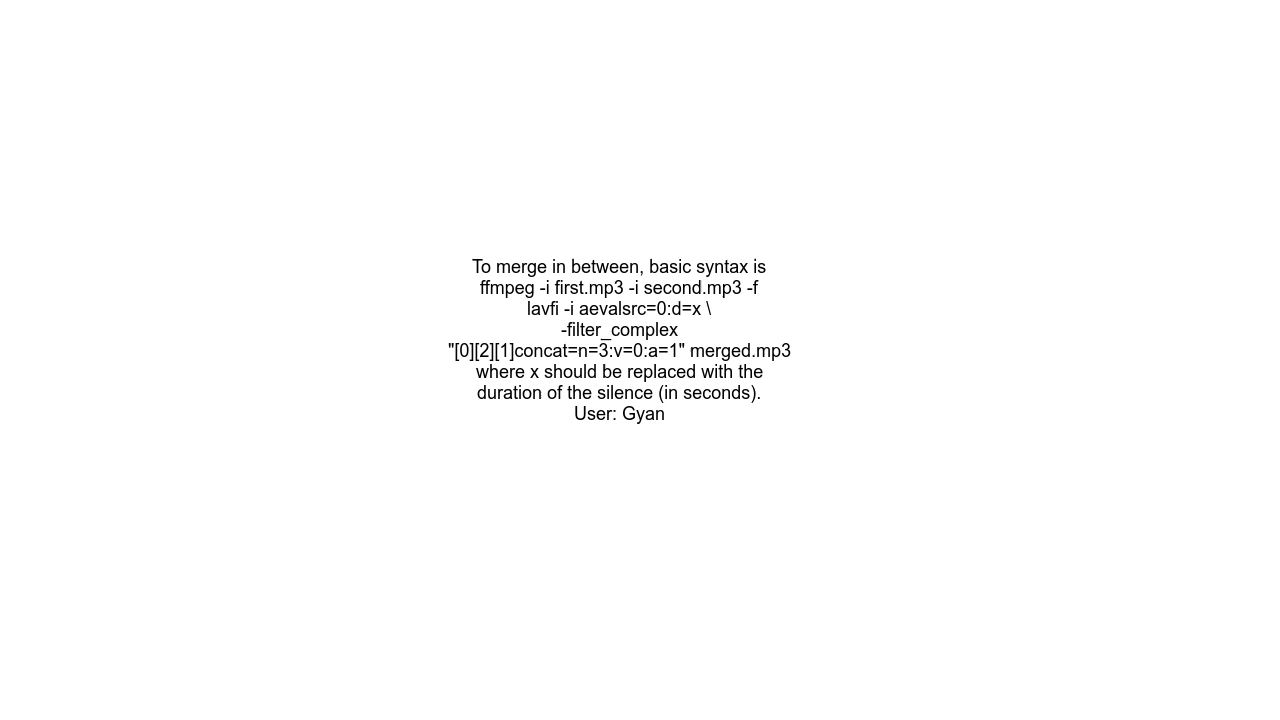 To merge in between, basic syntax is
ffmpeg -i first.mp3 -i second.mp3 -f
lavfi -i aevalsrc=0:d=x \
-filter_complex
"[0][2][1]concat=n=3:v=0:a=1" merged.mp3
where x should be replaced with the
duration of the silence (in seconds).
User: Gyan